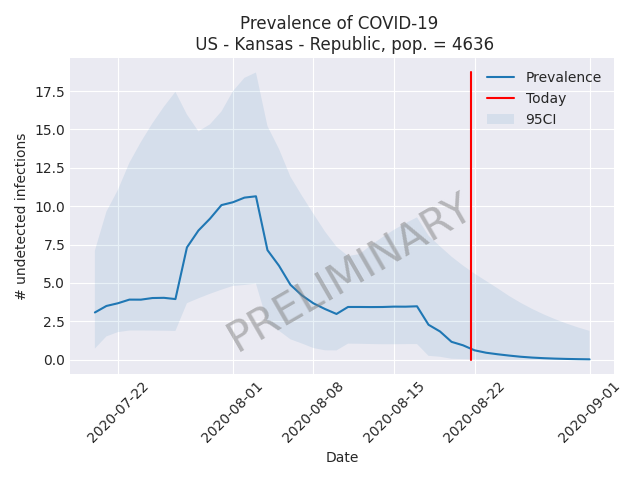 Prevalence of COVID-19
US - Kansas - Republic, pop. = 4636
# undetected infections
17.5
15.0
12.5
10.0
7.5
5.0
2.5
0.0
Prevalence
Today
95CI
PRELIMINARY
2020-07-22
2020-08-01
2020-08-08
2020-08-15
2020-08-22
2020-09-01
Date